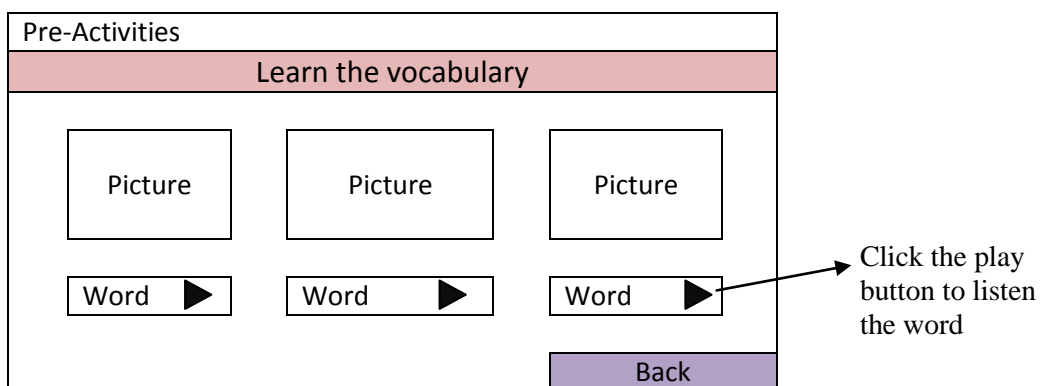 Pre-Activities
Learn the vocabulary
Picture Picture Picture
Word Word Word
Click the play
button to listen
the word
Back